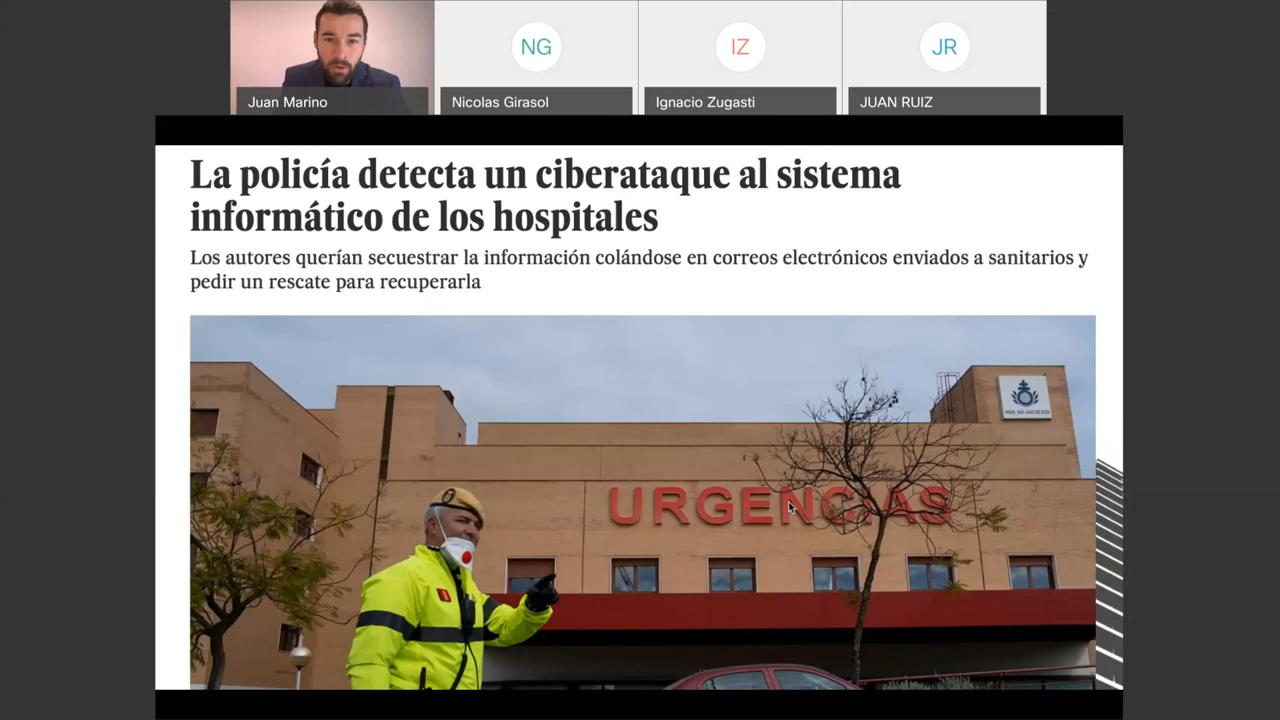 NG
IZ
JR
Juan Marino
Nicolas Girasol
Ignacio Zugasti
JUAN RUIZ
La policía detecta un ciberataque al sistema
informático de los hospitales
Los autores querían secuestrar la información colándose en correos electrónicos enviados a sanitarios y
pedir un rescate para recuperarla
URGENCIAS